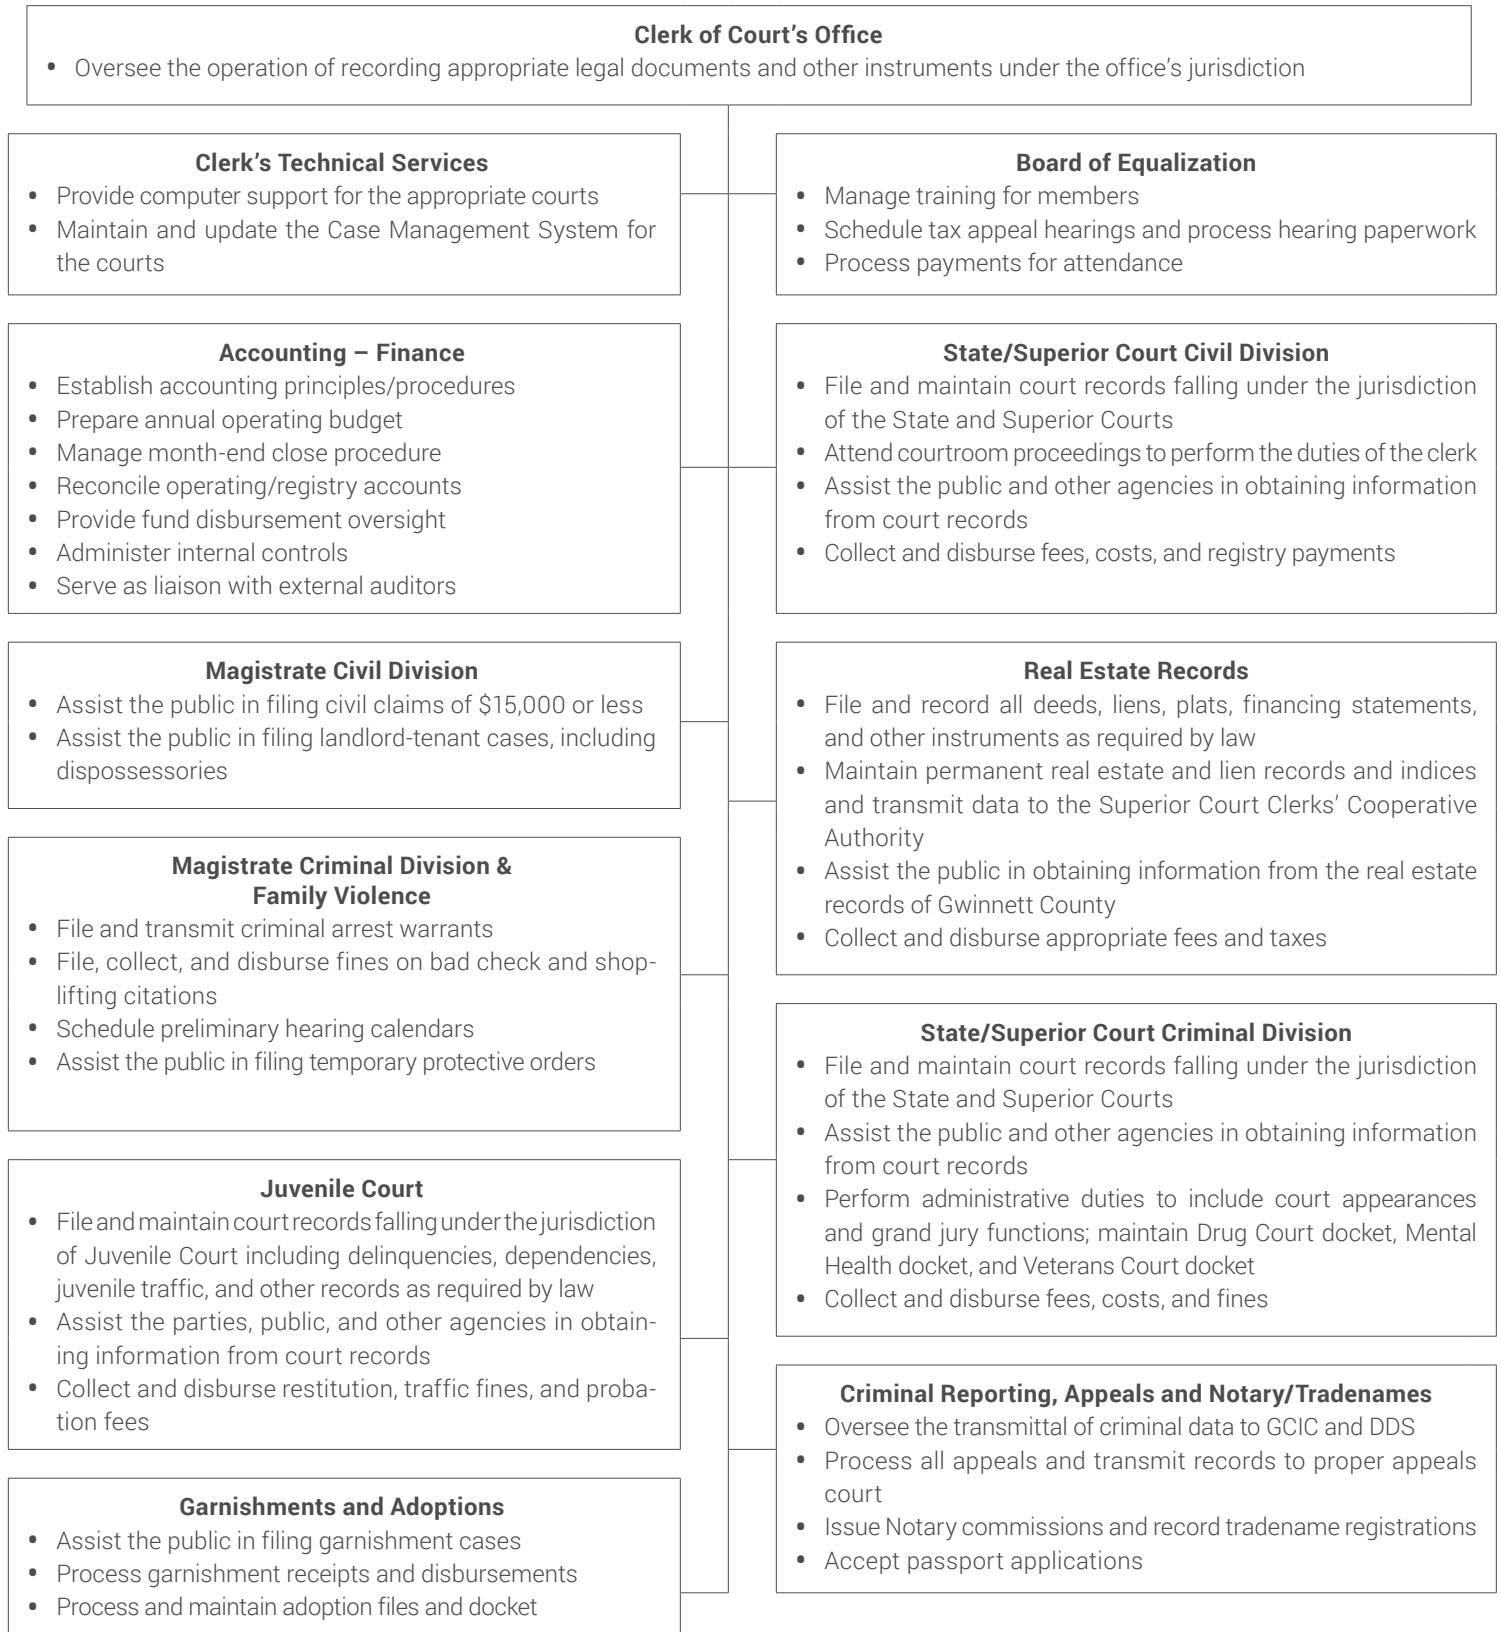 Clerk of Court’s Office
• Oversee the operation of recording appropriate legal documents and other instruments under the office’s jurisdiction
Clerk’s Technical Services
• Provide computer support for the appropriate courts
• Maintain and update the Case Management System for
the courts
Board of Equalization
• Manage training for members
• Schedule tax appeal hearings and process hearing paperwork
• Process payments for attendance
Accounting – Finance
• Establish accounting principles/procedures
• Prepare annual operating budget
• Manage month-end close procedure
• Reconcile operating/registry accounts
• Provide fund disbursement oversight
• Administer internal controls
• Serve as liaison with external auditors
State/Superior Court Civil Division
• File and maintain court records falling under the jurisdiction
of the State and Superior Courts
• Attend courtroom proceedings to perform the duties of the clerk
• Assist the public and other agencies in obtaining information
from court records
• Collect and disburse fees, costs, and registry payments
Magistrate Civil Division
• Assist the public in filing civil claims of $15,000 or less
• Assist the public in filing landlord-tenant cases, including
dispossessories
Real Estate Records
• File and record all deeds, liens, plats, financing statements,
and other instruments as required by law
• Maintain permanent real estate and lien records and indices
and transmit data to the Superior Court Clerks’ Cooperative
Authority
• Assist the public in obtaining information from the real estate
records of Gwinnett County
• Collect and disburse appropriate fees and taxes
Magistrate Criminal Division &
Family Violence
• File and transmit criminal arrest warrants
• File, collect, and disburse fines on bad check and shop-
lifting citations
• Schedule preliminary hearing calendars
• Assist the public in filing temporary protective orders
State/Superior Court Criminal Division
• File and maintain court records falling under the jurisdiction
of the State and Superior Courts
• Assist the public and other agencies in obtaining information
from court records
• Perform administrative duties to include court appearances
and grand jury functions; maintain Drug Court docket, Mental
Health docket, and Veterans Court docket
• Collect and disburse fees, costs, and fines
Juvenile Court
• File and maintain court records falling under the jurisdiction
of Juvenile Court including delinquencies, dependencies,
juvenile traffic, and other records as required by law
• Assist the parties, public, and other agencies in obtain-
ing information from court records
• Collect and disburse restitution, traffic fines, and proba-
tion fees
Criminal Reporting, Appeals and Notary/Tradenames
• Oversee the transmittal of criminal data to GCIC and DDS
• Process all appeals and transmit records to proper appeals
court
• Issue Notary commissions and record tradename registrations
• Accept passport applications
Garnishments and Adoptions
• Assist the public in filing garnishment cases
• Process garnishment receipts and disbursements
• Process and maintain adoption files and docket